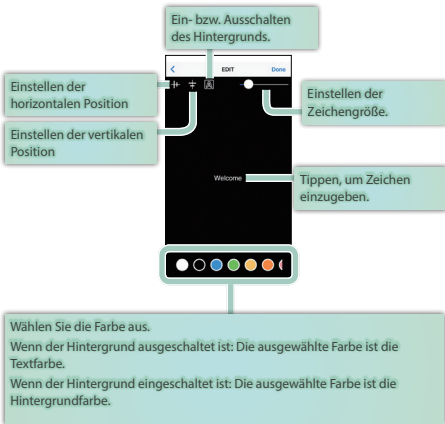 Ein- bzw. Ausschalten
des Hintergrunds.
EDIT
Done
Einstellen der
horizontalen Position
Einstellen der
Zeichengröße.
Einstellen der vertikalen
Position
Welcome
Tippen, um Zeichen
einzugeben.
Wählen Sie die Farbe aus.
Wenn der Hintergrund ausgeschaltet ist: Die ausgewählte Farbe ist die
Textfarbe.
Wenn der Hintergrund eingeschaltet ist: Die ausgewählte Farbe ist die
Hintergrundfarbe.